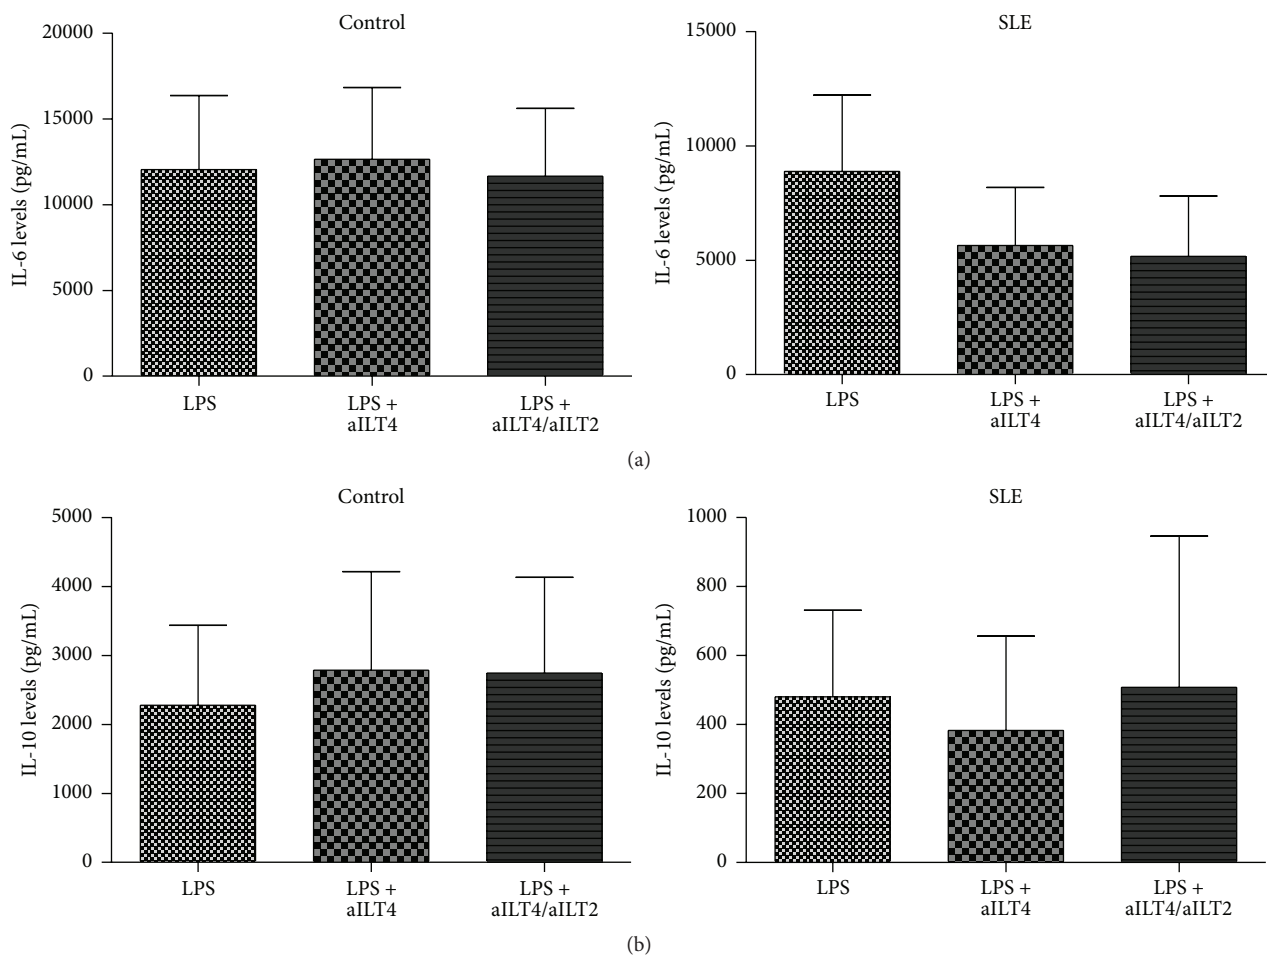 Control
20000
15000
10000
5000
0
IL-6 levels (pg/mL)
LPS
LPS +
aILT4
LPS +
aILT4/aILT2
SLE
15000
10000
5000
0
IL-6 levels (pg/mL)
LPS
LPS +
aILT4
LPS +
aILT4/aILT2
(a)
Control
5000
4000
3000
2000
1000
0
IL-10 levels (pg/mL)
LPS
LPS +
aILT4
LPS +
aILT4/aILT2
SLE
1000
800
600
400
200
0
IL-10 levels (pg/mL)
LPS
LPS +
aILT4
LPS +
aILT4/aILT2
(b)